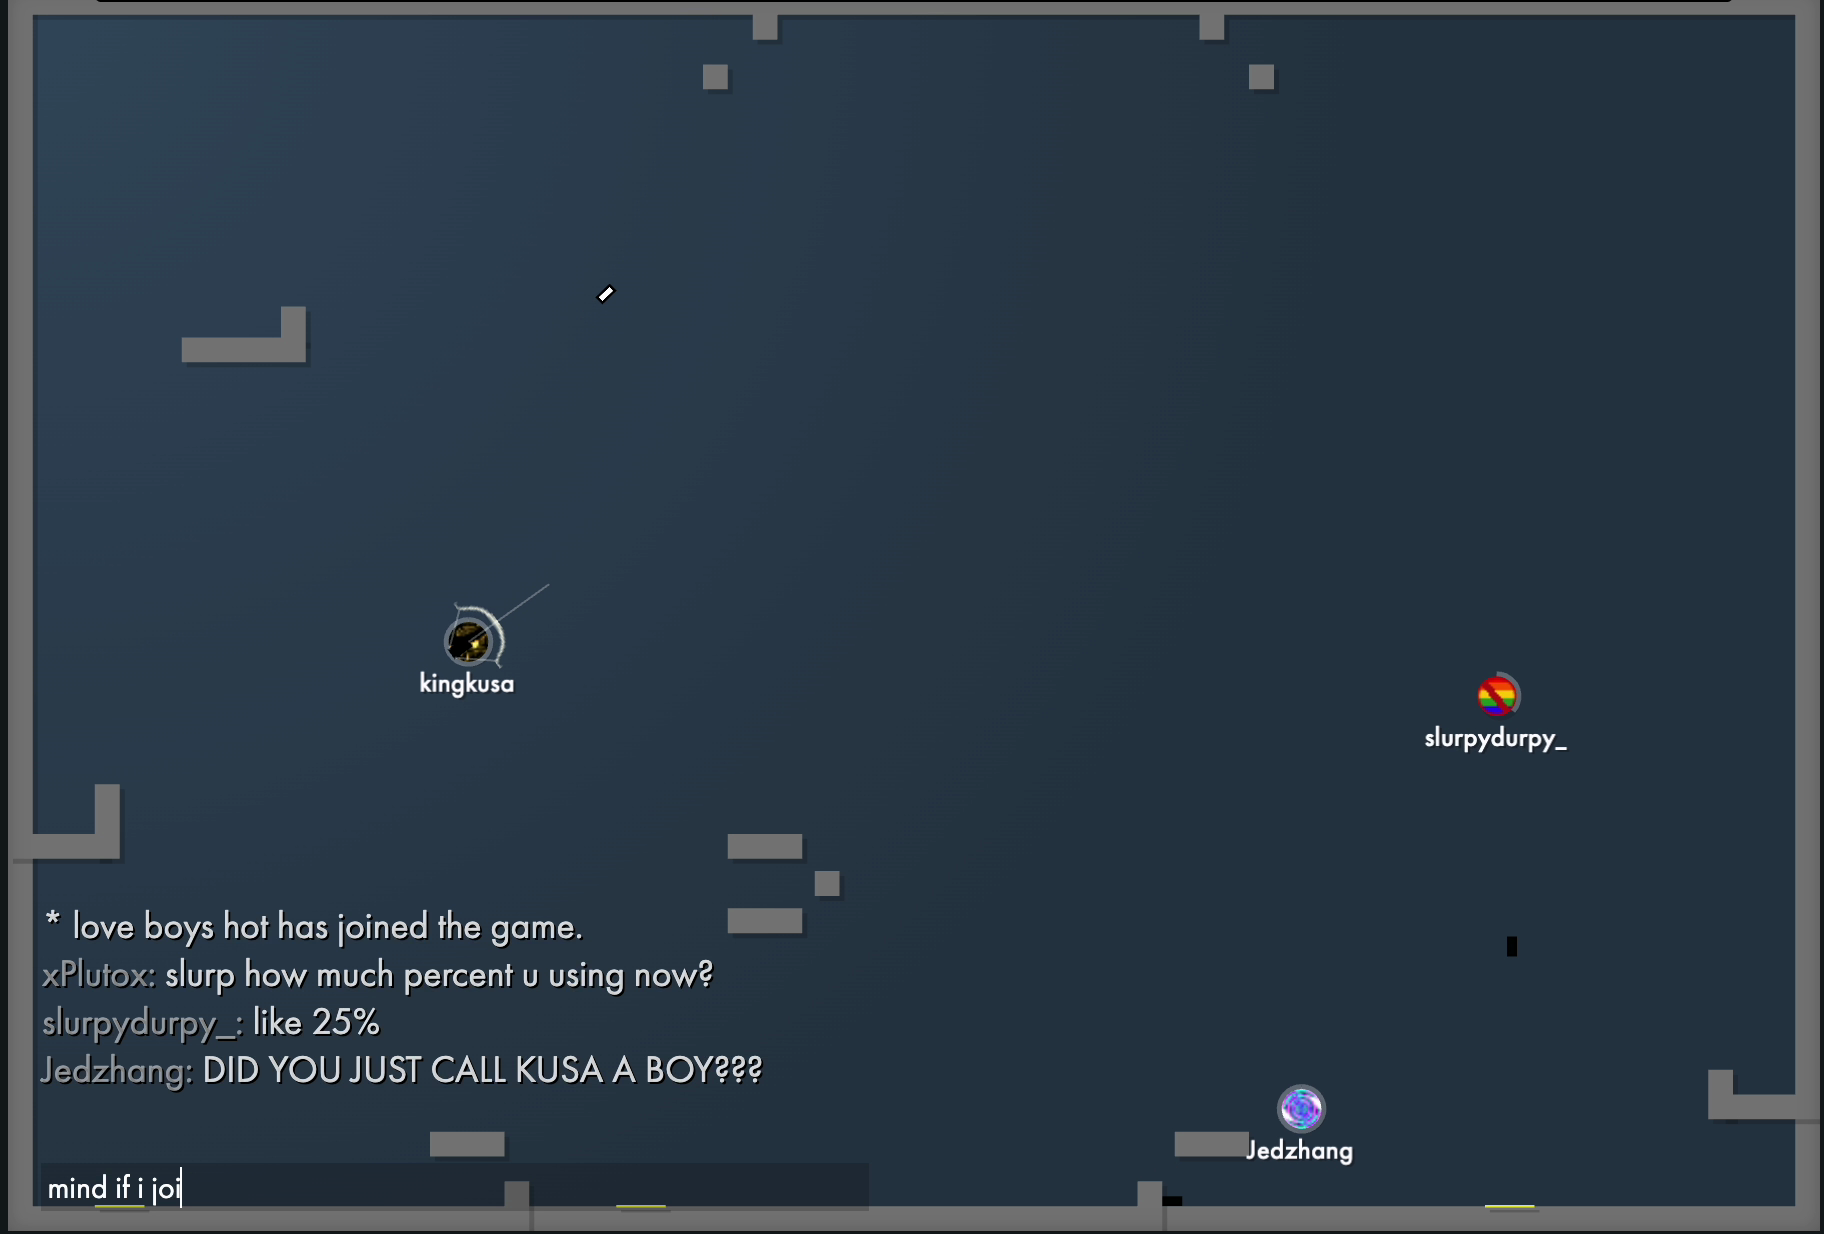 kingkusa
slurpydurpy_
* love boys hot has joined the game.
xPlutox: slurp how much percent u using now?
slurpydurpy_: like 25%
Jedzhang: DID YOU JUST CALL KUSA A BOY???
Jedzhang
mind if i joi